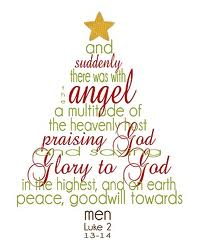 and
suddenly
there was with
the angel
a multitude of
the heavenly host
praising God
and saying
Glory to God
in the highest, and on earth
peace, goodwill towards
men
Luke 2
13-14